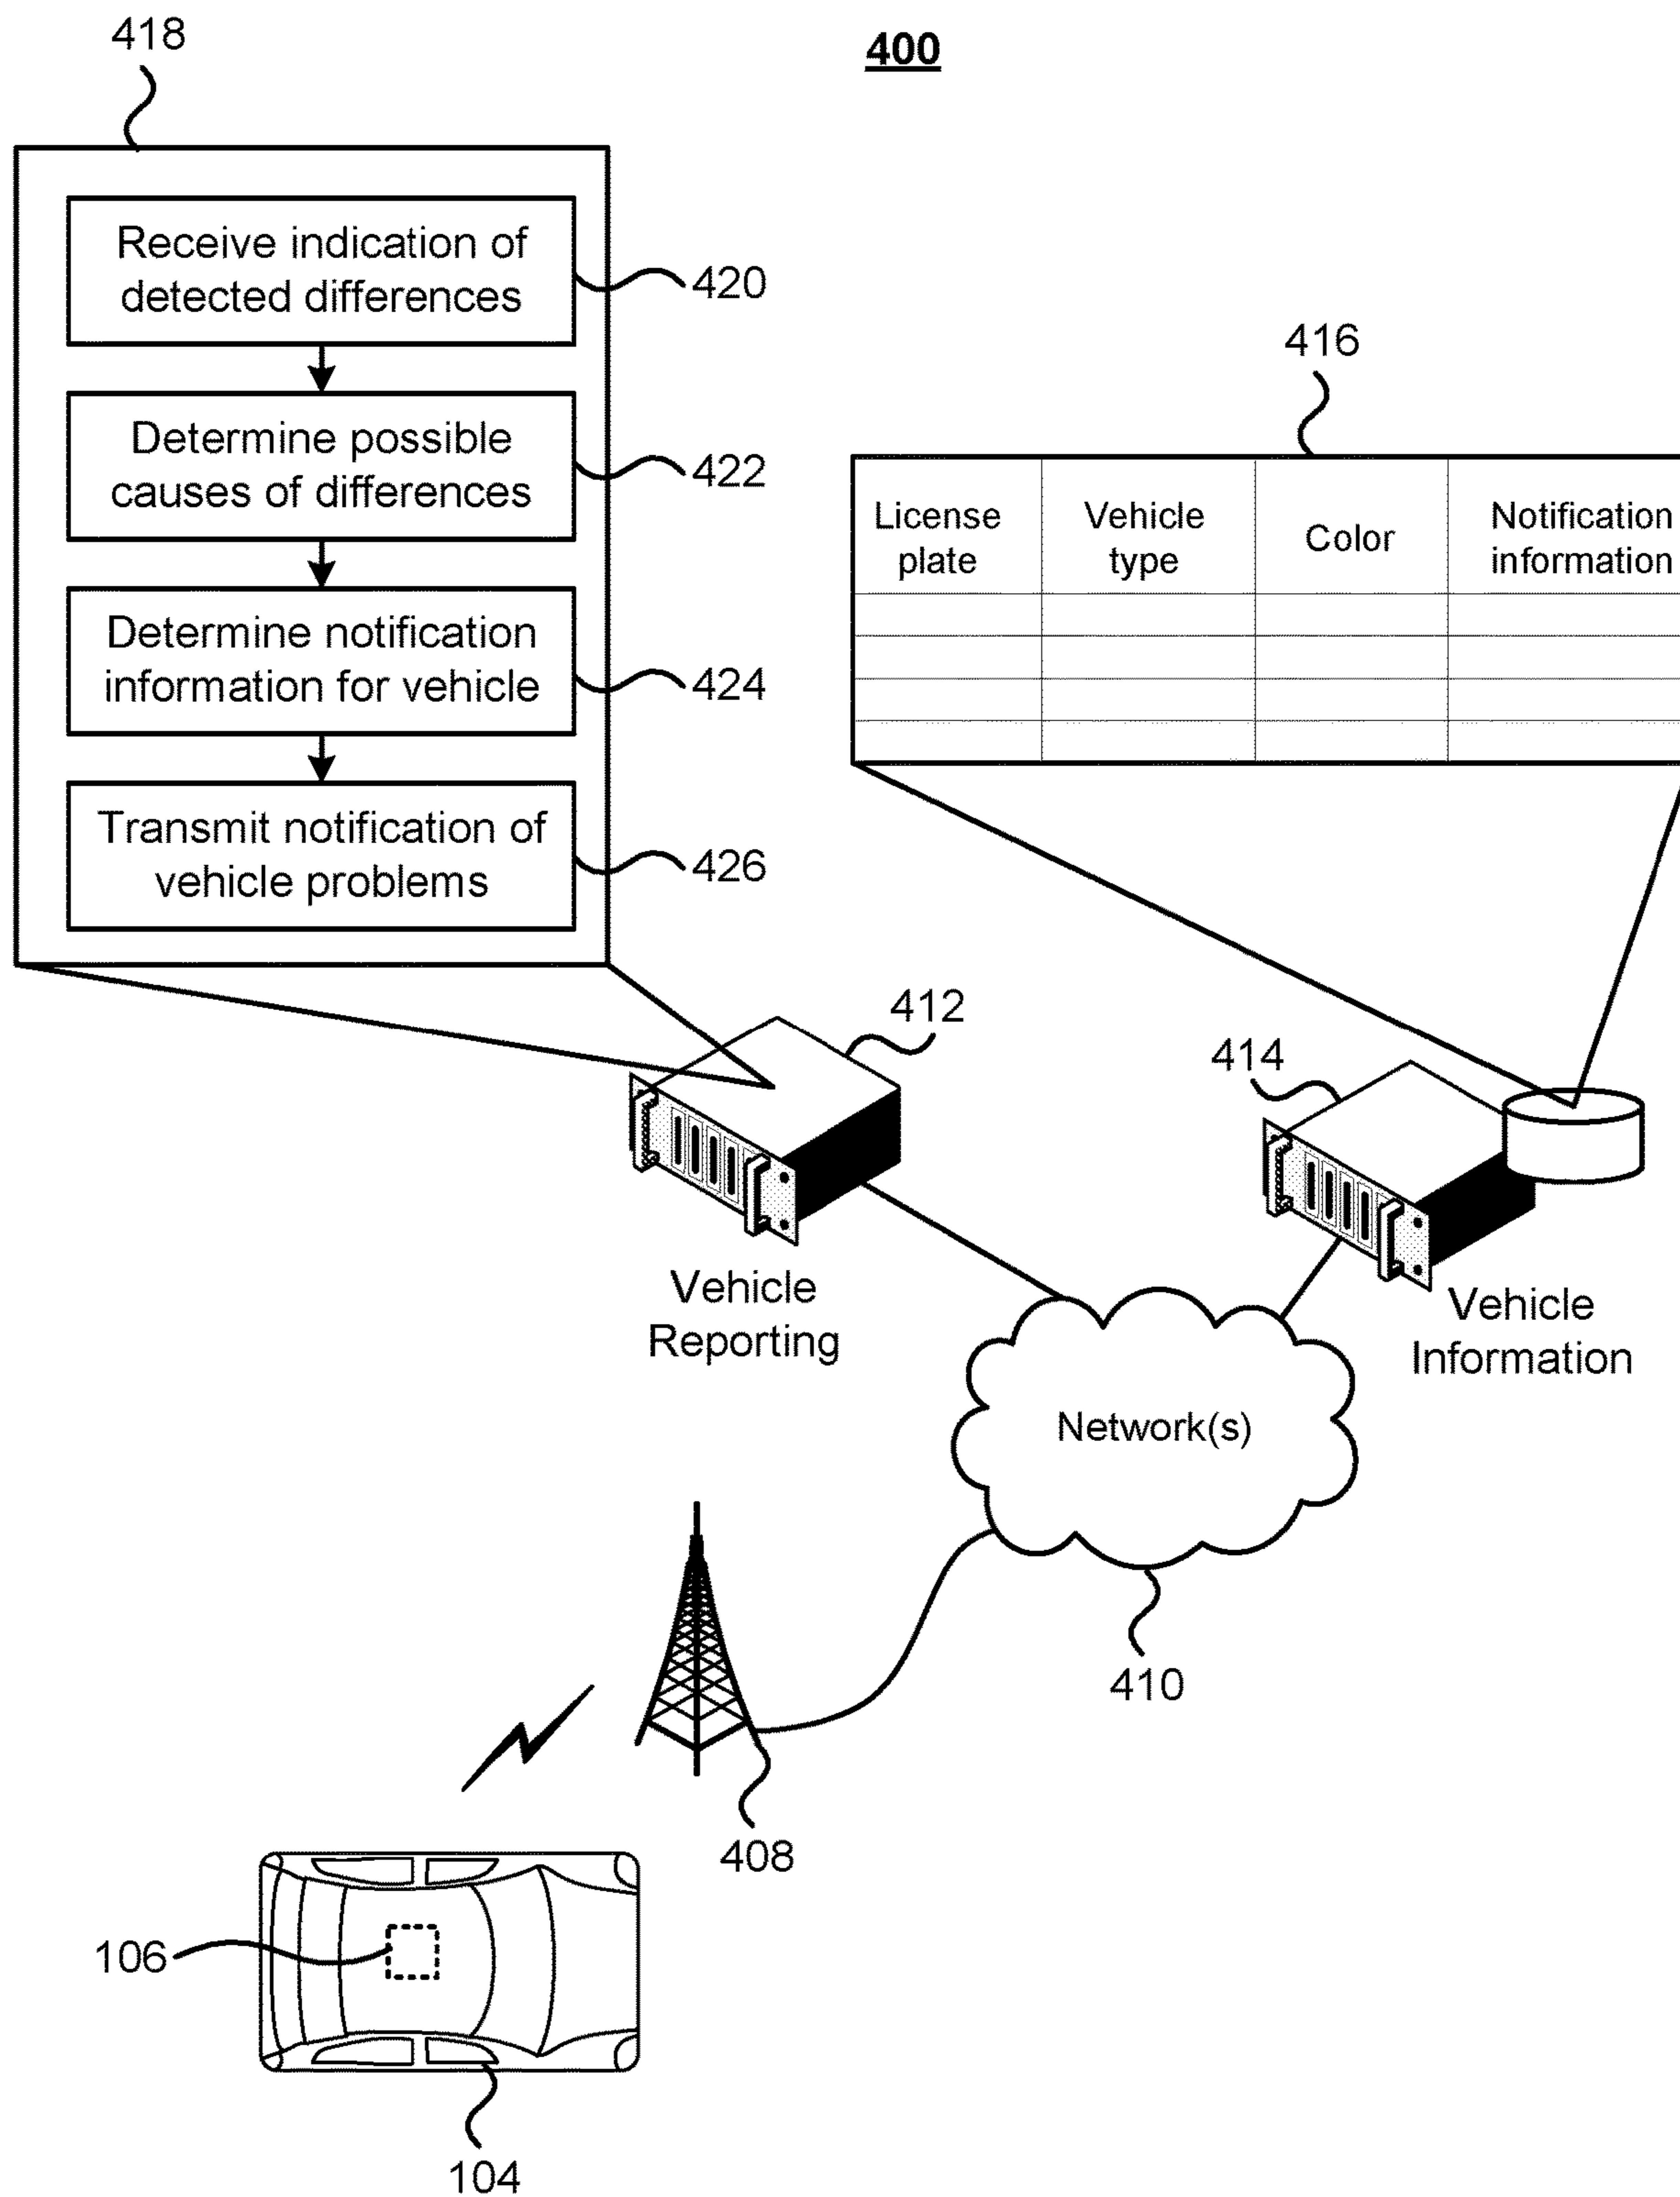 400
418
Receive indication of
detected differences
420
Determine possible
causes of differences
422
Determine notification
information for vehicle
424
Transmit notification of
vehicle problems
426
416
License
plate
Vehicle
type
Color
Notification
information
412
Vehicle
Reporting
414
Vehicle
Information
Network(s)
410
408
106
104